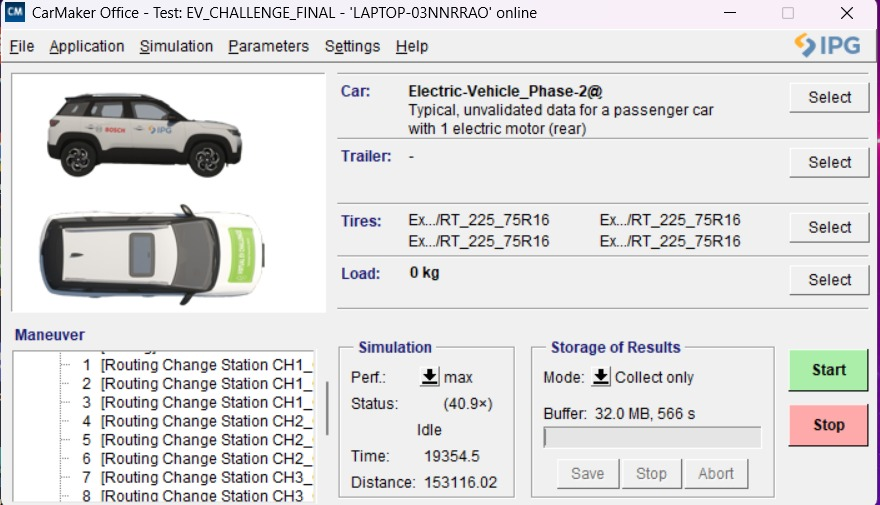 CM CarMaker Office - Test: EV_CHALLENGE_FINAL - 'LAPTOP-03NNRRAO' online
File Application Simulation Parameters Settings Help IPG
Car: Electric-Vehicle_Phase-2@ Select
Typical, unvalidated data for a passenger car
with 1 electric motor (rear)
BOSCH IPG
Trailer: - Select
Tires: Ex.../RT_225_75R16 Ex.../RT_225_75R16 Select
Ex.../RT_225_75R16 Ex.../RT_225_75R16
Load: 0 kg Select
Maneuver
1 [Routing Change Station CH1_
2 [Routing Change Station CH1_
3 [Routing Change Station CH1_
4 [Routing Change Station CH2_
5 [Routing Change Station CH2_
6 [Routing Change Station CH2_
7 [Routing Change Station CH3_
8 [Routing Change Station CH3_
Simulation
Perf.: max
Status: (40.9×)
Idle
Time: 19354.5
Distance: 153116.02
Storage of Results
Mode: Collect only
Buffer: 32.0 MB, 566 s
Save Stop Abort
Start
Stop